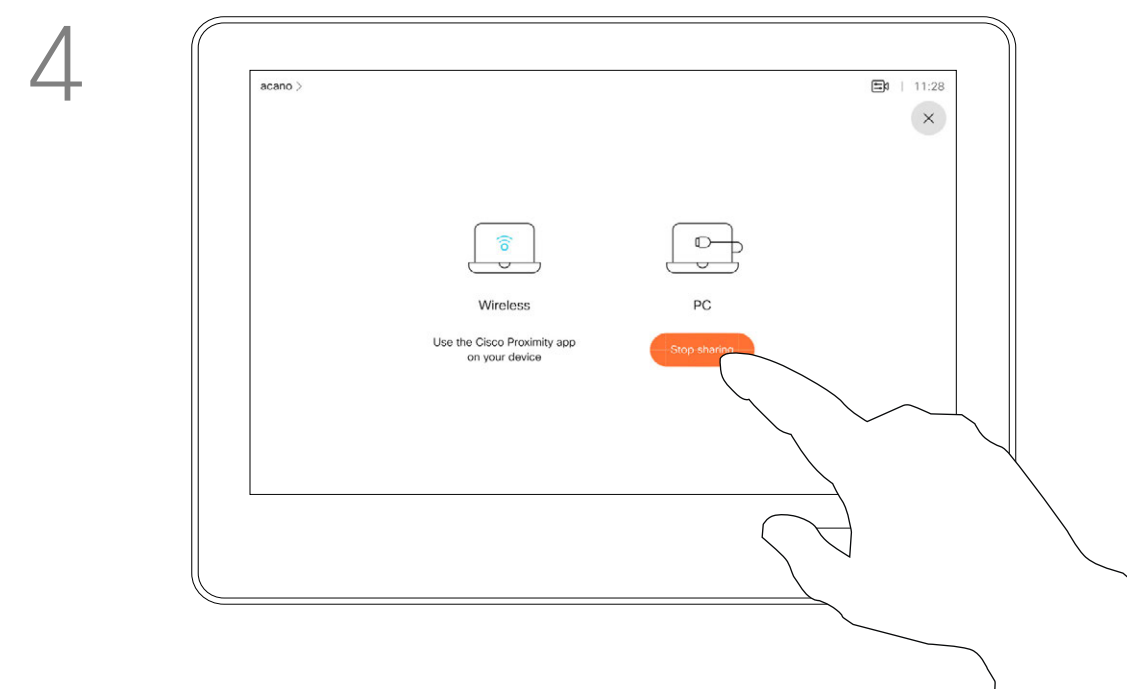 4
acano >
| 11:28
Wireless
PC
Use the Cisco Proximity app
on your device
Stop sharing